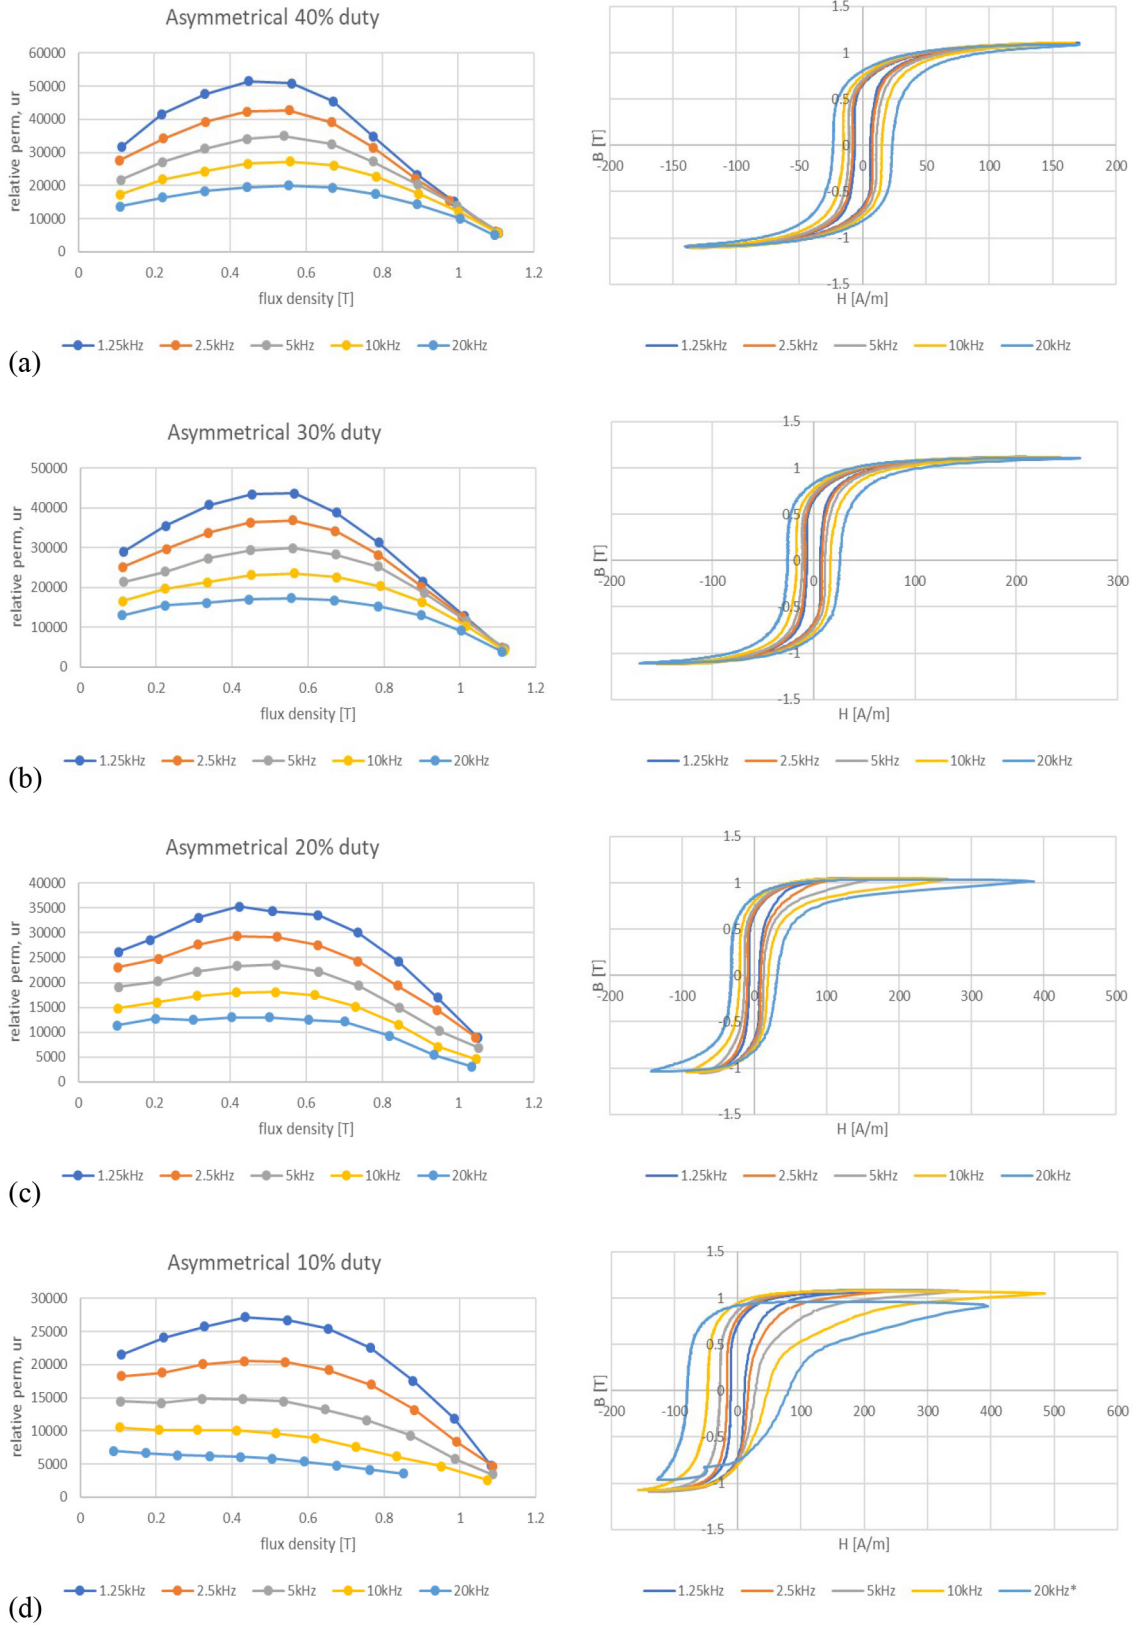 Asymmetrical 40% duty
relative perm, ur
60000
50000
40000
30000
20000
10000
0
0 0.2 0.4 0.6 0.8 1 1.2
flux density [T]
1.25kHz 2.5kHz 5kHz 10kHz 20kHz
B [T]
1.5
1
0.5
0
-0.5
-1
-1.5
-200 -150 -100 -50 0 50 100 150 200
H [A/m]
1.25kHz 2.5kHz 5kHz 10kHz 20kHz
(a)
Asymmetrical 30% duty
relative perm, ur
50000
40000
30000
20000
10000
0
0 0.2 0.4 0.6 0.8 1 1.2
flux density [T]
1.25kHz 2.5kHz 5kHz 10kHz 20kHz
B [T]
1.5
1
0.5
0
-0.5
-1
-1.5
-200 -100 0 100 200 300
H [A/m]
1.25kHz 2.5kHz 5kHz 10kHz 20kHz
(b)
Asymmetrical 20% duty
relative perm, ur
40000
35000
30000
25000
20000
15000
10000
5000
0
0 0.2 0.4 0.6 0.8 1 1.2
flux density [T]
1.25kHz 2.5kHz 5kHz 10kHz 20kHz
B [T]
1.5
1
0.5
0
-0.5
-1
-1.5
-200 -100 0 100 200 300 400 500
H [A/m]
1.25kHz 2.5kHz 5kHz 10kHz 20kHz
(c)
Asymmetrical 10% duty
relative perm, ur
30000
25000
20000
15000
10000
5000
0
0 0.2 0.4 0.6 0.8 1 1.2
flux density [T]
1.25kHz 2.5kHz 5kHz 10kHz 20kHz
B [T]
1.5
1
0.5
0
-0.5
-1
-1.5
-200 -100 0 100 200 300 400 500 600
H [A/m]
1.25kHz 2.5kHz 5kHz 10kHz 20kHz*
(d)